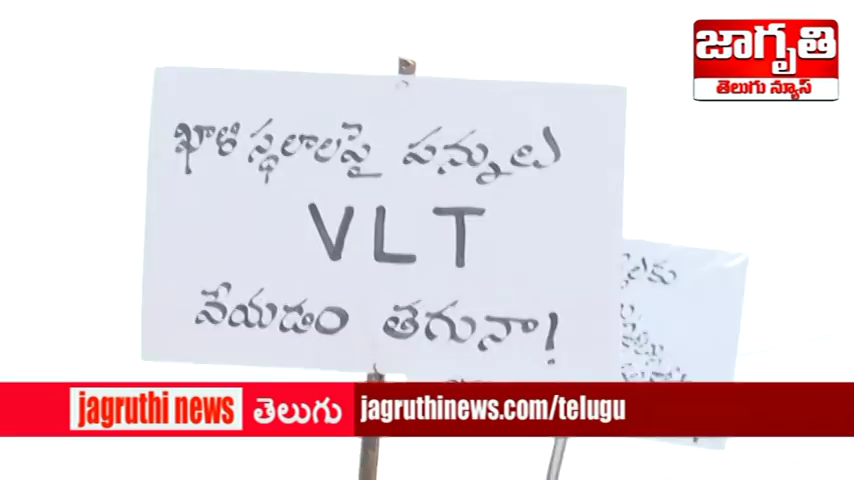 జాగృతి
తెలుగు న్యూస్
ఖాళీ స్థలాలపై పన్నులు
VLT
వేయడం తగునా!
jagruthi news తెలుగు jagruthinews.com/telugu